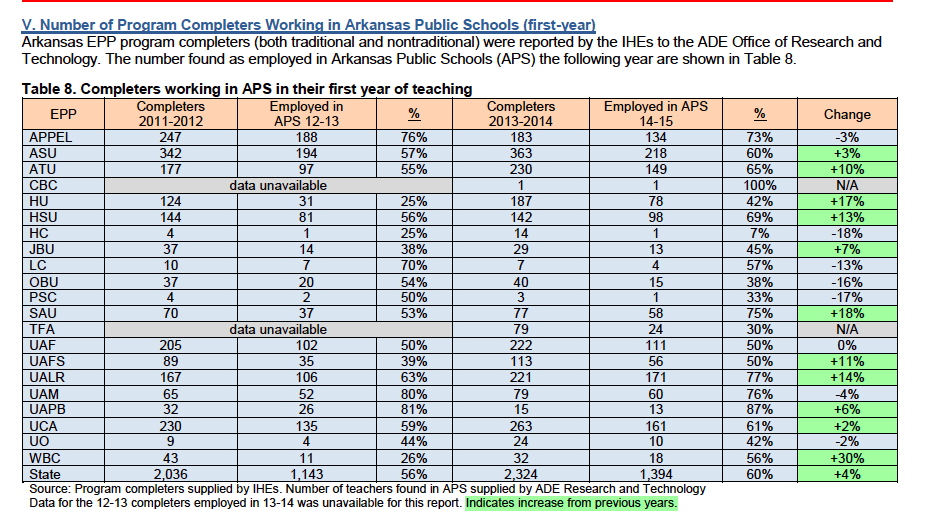 V. Number of Program Completers Working in Arkansas Public Schools (first-year)
Arkansas EPP program completers (both traditional and nontraditional) were reported by the IHEs to the ADE Office of Research and
Technology. The number found as employed in Arkansas Public Schools (APS) the following year are shown in Table 8.
Table 8. Completers working in APS in their first year of teaching
EPP Completers 2011-2012 Employed in APS 12-13 % Completers 2013-2014 Employed in APS 14-15 % Change
APPEL 247 188 76% 183 134 73% -3%
ASU 342 194 57% 363 218 60% +3%
ATU 177 97 55% 230 149 65% +10%
CBC data unavailable 1 1 100% N/A
HU 124 31 25% 187 78 42% +17%
HSU 144 81 56% 142 98 69% +13%
HC 4 1 25% 14 1 7% -18%
JBU 37 14 38% 29 13 45% +7%
LC 10 7 70% 7 4 57% -13%
OBU 37 20 54% 40 15 38% -16%
PSC 4 2 50% 3 1 33% -17%
SAU 70 37 53% 77 58 75% +18%
TFA data unavailable 79 24 30% N/A
UAF 205 102 50% 222 111 50% 0%
UAFS 89 35 39% 113 56 50% +11%
UALR 167 106 63% 221 171 77% +14%
UAM 65 52 80% 79 60 76% -4%
UAPB 32 26 81% 15 13 87% +6%
UCA 230 135 59% 263 161 61% +2%
UO 9 4 44% 24 10 42% -2%
WBC 43 11 26% 32 18 56% +30%
State 2,036 1,143 56% 2,324 1,394 60% +4%
Source: Program completers supplied by IHEs. Number of teachers found in APS supplied by ADE Research and Technology
Data for the 12-13 completers employed in 13-14 was unavailable for this report. Indicates increase from previous years.